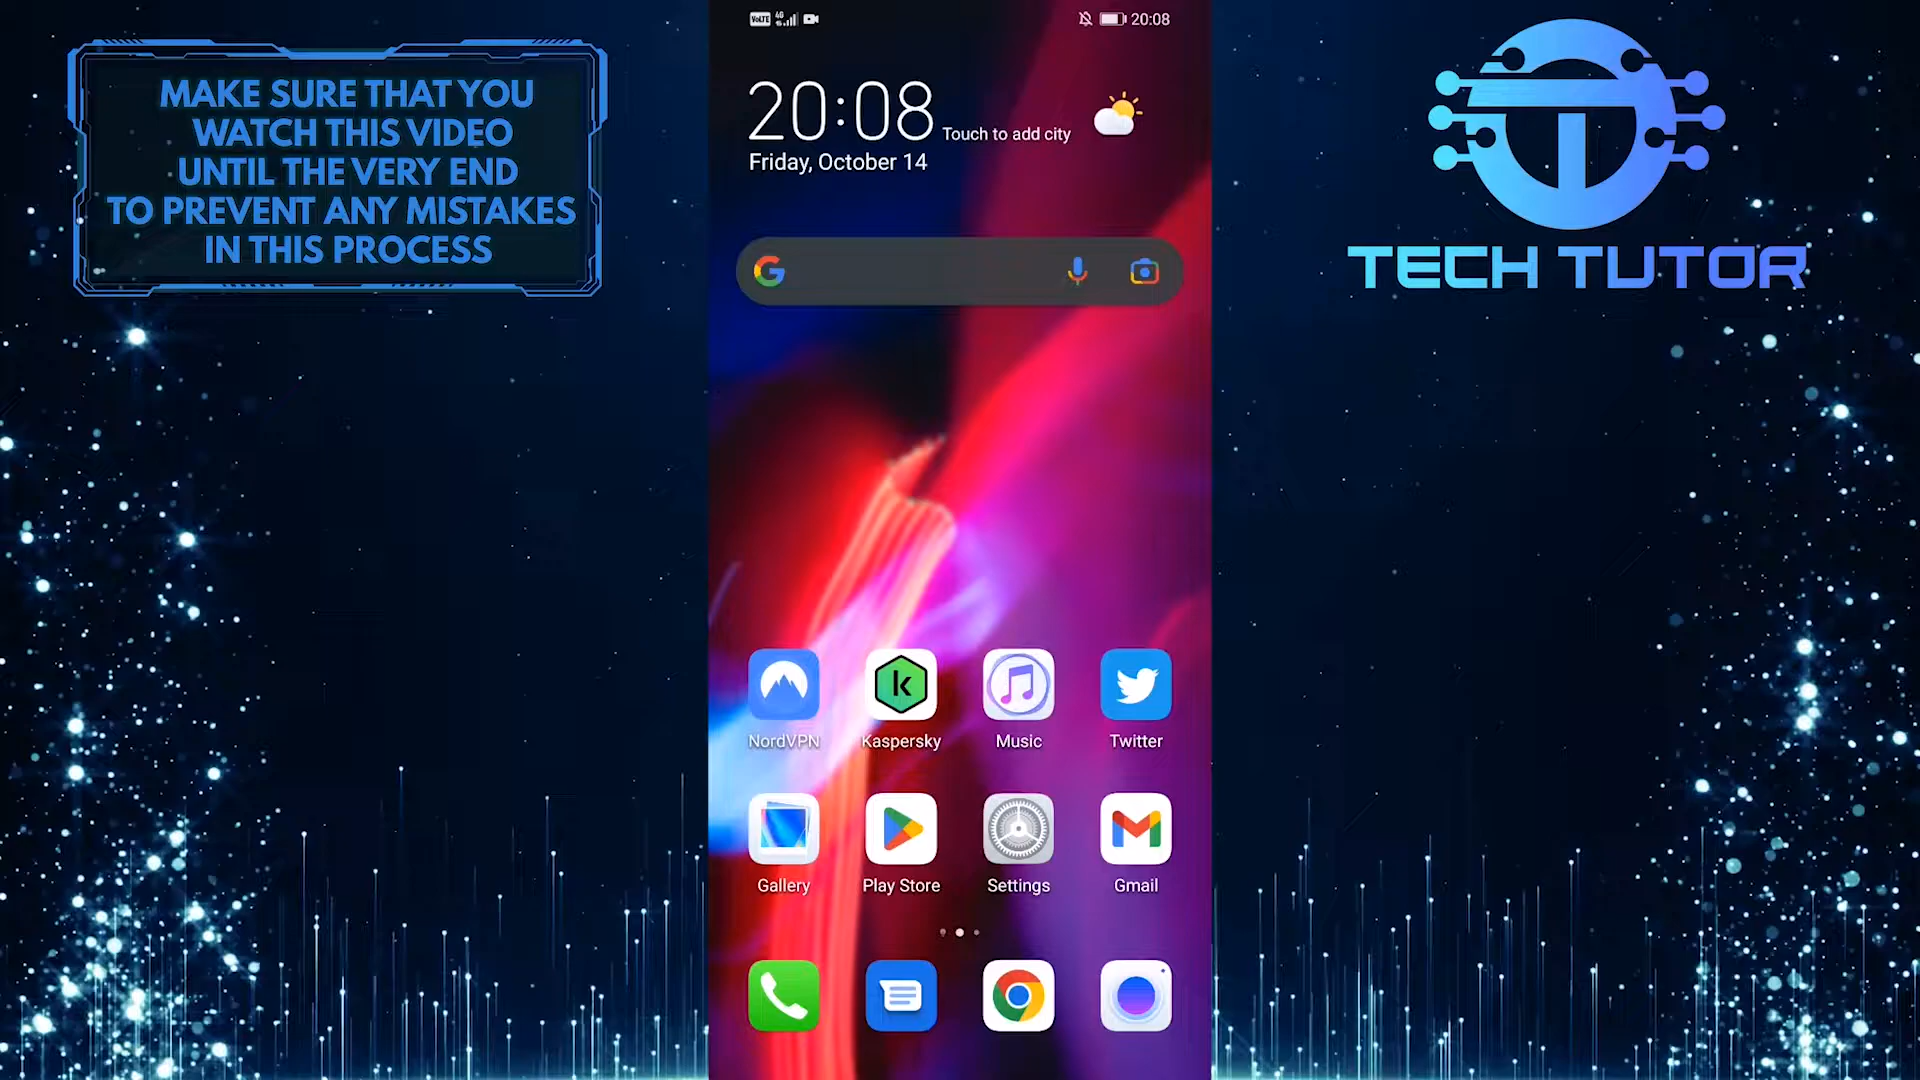 MAKE SURE THAT YOU
WATCH THIS VIDEO
UNTIL THE VERY END
TO PREVENT ANY MISTAKES
IN THIS PROCESS
VoLTE 4G 20:08
20:08 Touch to add city
Friday, October 14
TECH TUTOR
NordVPN Kaspersky Music Twitter
Gallery Play Store Settings Gmail